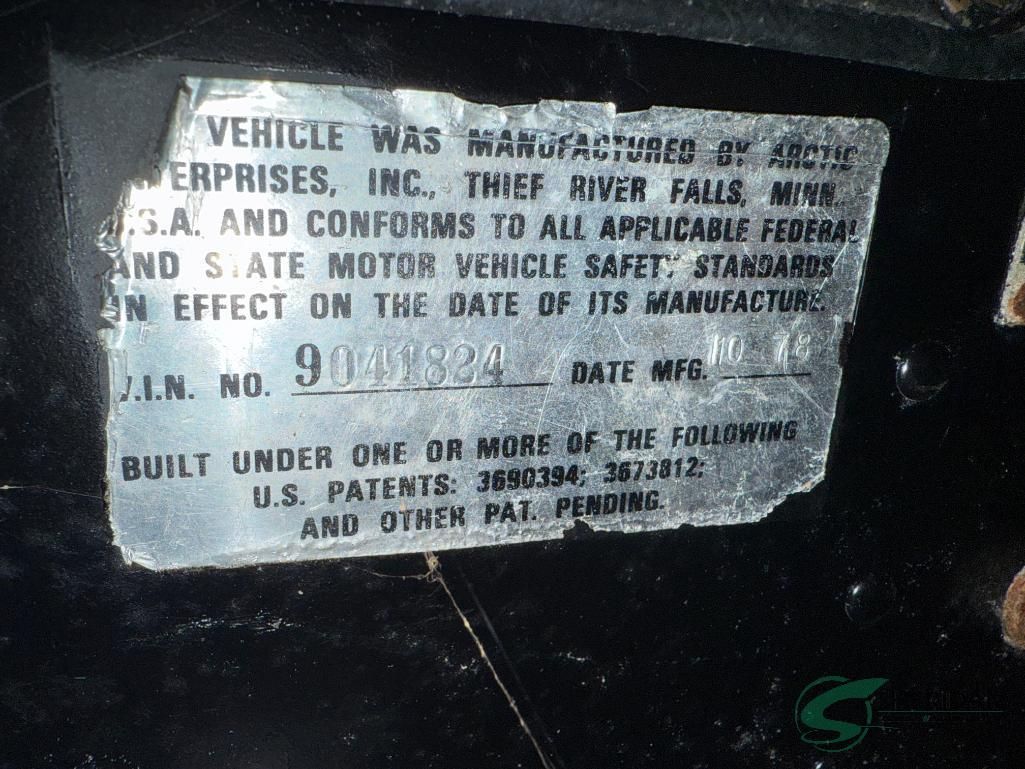 VEHICLE WAS MANUFACTURED BY ARCTIC
ERPRISES, INC., THIEF RIVER FALLS, MINN.
.S.A. AND CONFORMS TO ALL APPLICABLE FEDERAL
AND STATE MOTOR VEHICLE SAFETY STANDARDS
IN EFFECT ON THE DATE OF ITS MANUFACTURE.
V.I.N. NO. 9041824 DATE MFG. 10 78
BUILT UNDER ONE OR MORE OF THE FOLLOWING
U.S. PATENTS: 3690394; 3673812;
AND OTHER PAT. PENDING.